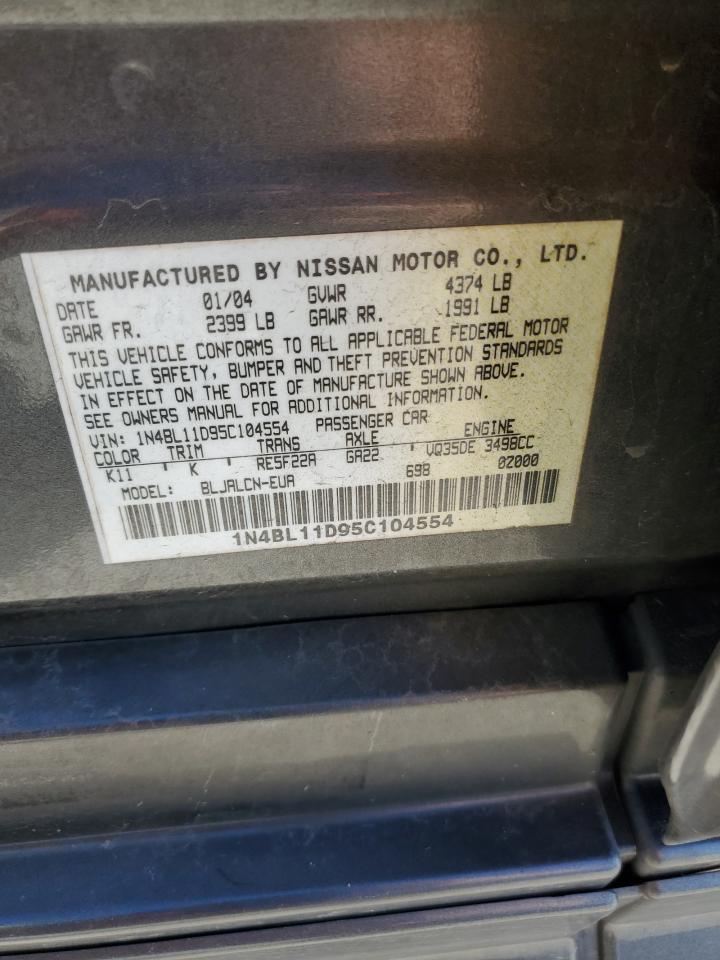 MANUFACTURED BY NISSAN MOTOR CO., LTD.
DATE 01/04 GVWR 4374 LB
GAWR FR. 2399 LB GAWR RR. 1991 LB
THIS VEHICLE CONFORMS TO ALL APPLICABLE FEDERAL MOTOR
VEHICLE SAFETY, BUMPER AND THEFT PREVENTION STANDARDS
IN EFFECT ON THE DATE OF MANUFACTURE SHOWN ABOVE.
SEE OWNERS MANUAL FOR ADDITIONAL INFORMATION.
VIN: 1N4BL11D95C104554 PASSENGER CAR
COLOR TRIM TRANS AXLE ENGINE
K11 ' K ' RE5F22A GA22 ' VQ35DE 3498CC
MODEL: BLJALCN-EUA 698 0Z000
1N4BL11D95C104554